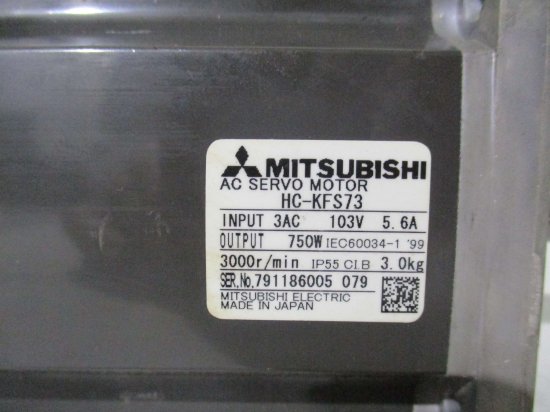 MITSUBISHI
AC SERVO MOTOR
HC-KFS73
INPUT 3AC 103V 5.6A
OUTPUT 750W IEC60034-1 '99
3000r/min IP55 CI.B 3.0kg
SER.No.791186005 079
MITSUBISHI ELECTRIC
MADE IN JAPAN